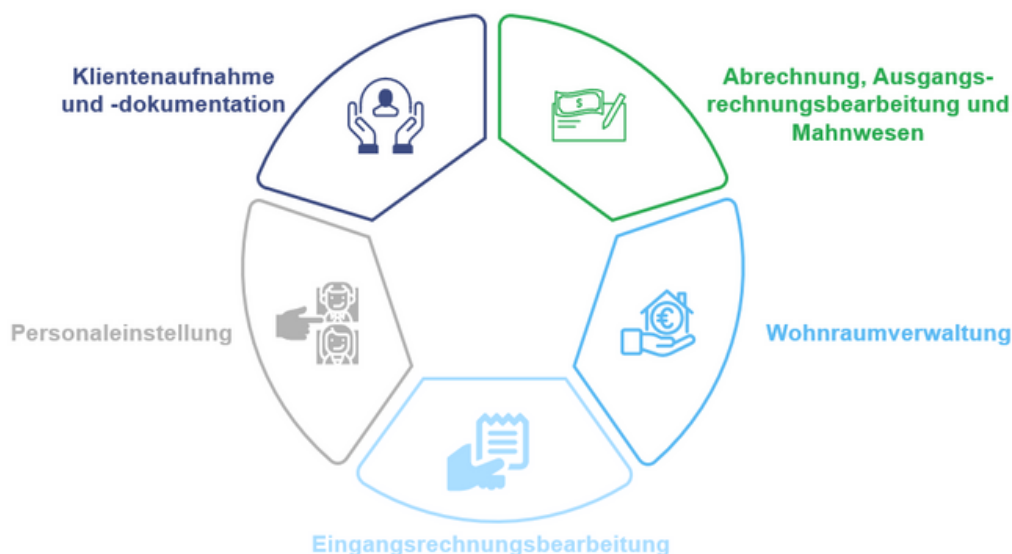 Klientenaufnahme
und -dokumentation
Abrechnung, Ausgangs-
rechnungsbearbeitung und
Mahnwesen
$
Personaleinstellung
€
Wohnraumverwaltung
Eingangsrechnungsbearbeitung